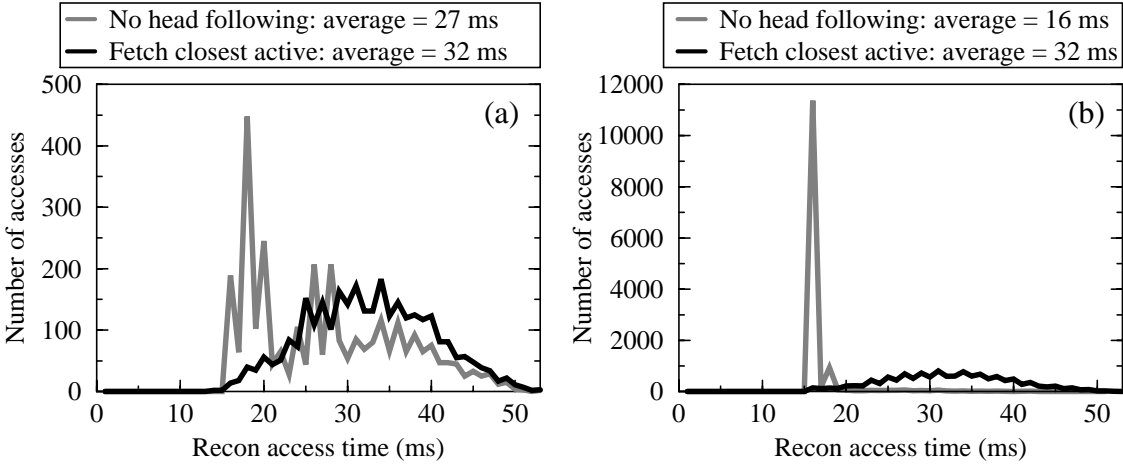 No head following: average = 27 ms
Fetch closest active: average = 32 ms
(a)
Number of accesses
500
400
300
200
100
0
0 10 20 30 40 50
Recon access time (ms)
No head following: average = 16 ms
Fetch closest active: average = 32 ms
(b)
Number of accesses
12000
10000
8000
6000
4000
2000
0
0 10 20 30 40 50
Recon access time (ms)